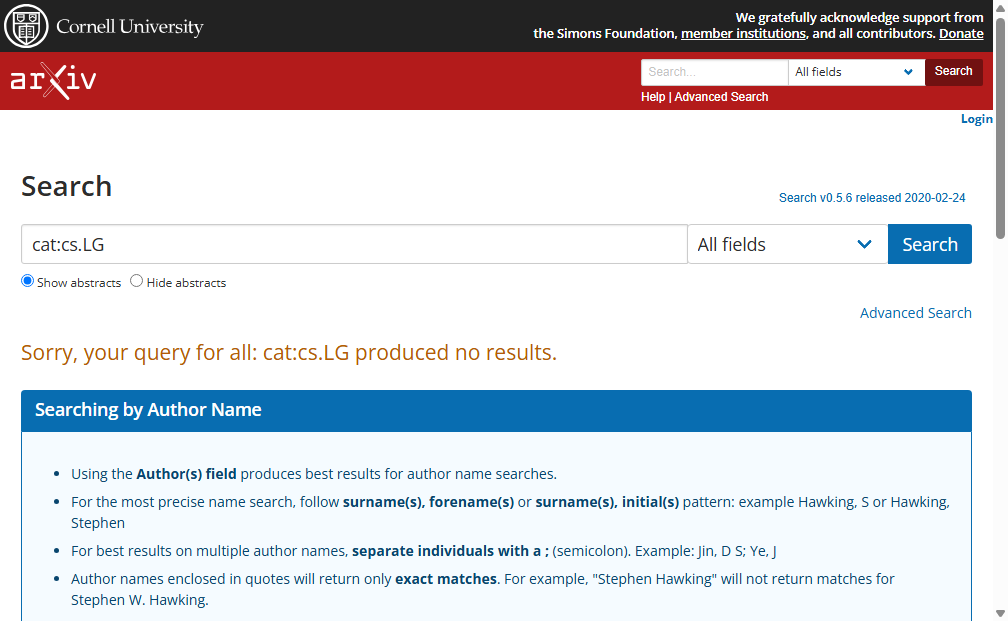 Cornell University
We gratefully acknowledge support from
the Simons Foundation, member institutions, and all contributors. Donate
arXiv
Search...
All fields
Search
Help | Advanced Search
Login
Search
Search v0.5.6 released 2020-02-24
cat:cs.LG
All fields
Search
Show abstracts
Hide abstracts
Advanced Search
Sorry, your query for all: cat:cs.LG produced no results.
Searching by Author Name
• Using the Author(s) field produces best results for author name searches.
• For the most precise name search, follow surname(s), forename(s) or surname(s), initial(s) pattern: example Hawking, S or Hawking,
Stephen
• For best results on multiple author names, separate individuals with a ; (semicolon). Example: Jin, D S; Ye, J
• Author names enclosed in quotes will return only exact matches. For example, "Stephen Hawking" will not return matches for
Stephen W. Hawking.